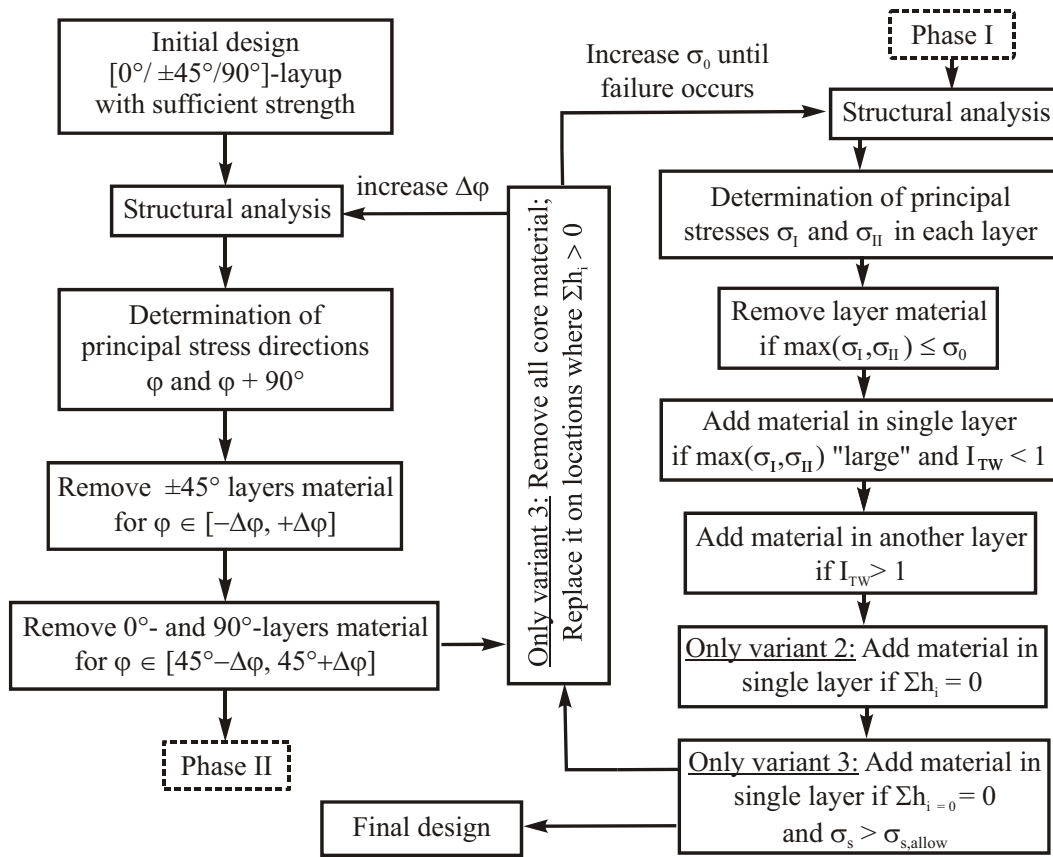 Initial design
[0°/ ±45°/90°]-layup
with sufficient strength
Structural analysis
increase Δφ
Determination of
principal stress directions
φ and φ + 90°
Remove ±45° layers material
for φ ∈ [−Δφ, +Δφ]
Remove 0°- and 90°-layers material
for φ ∈ [45°−Δφ, 45°+Δφ]
Phase II
Only variant 3: Remove all core material;
Replace it on locations where Σhᵢ > 0
Increase σ₀ until
failure occurs
Phase I
Structural analysis
Determination of principal
stresses σ_I and σ_II in each layer
Remove layer material
if max(σ_I,σ_II) ≤ σ₀
Add material in single layer
if max(σ_I,σ_II) "large" and I_TW < 1
Add material in another layer
if I_TW > 1
Only variant 2: Add material in
single layer if Σhᵢ = 0
Only variant 3: Add material in
single layer if Σh_{i = 0} = 0
and σ_s > σ_{s,allow}
Final design